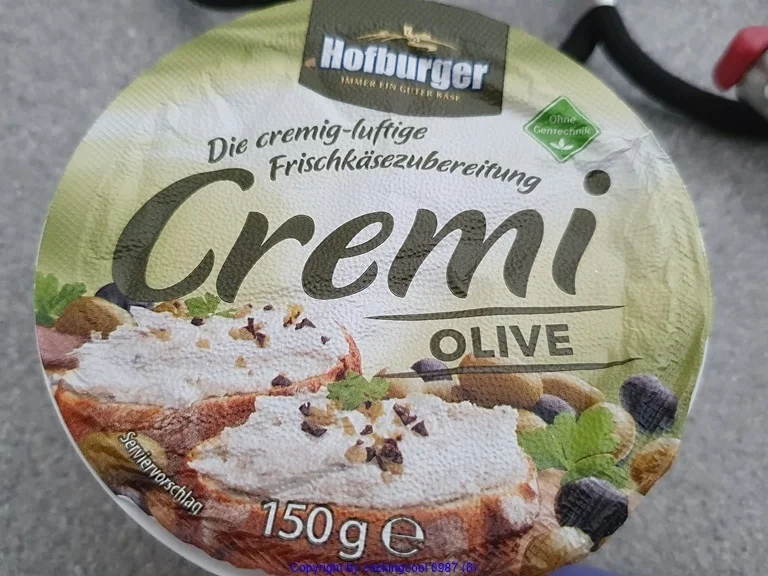 Hofburger
IMMER EIN GUTER KÄSE
Ohne
Gentechnik
Die cremig-luftige
Frischkäsezubereitung
Cremi
OLIVE
Serviervorschlag
150g e